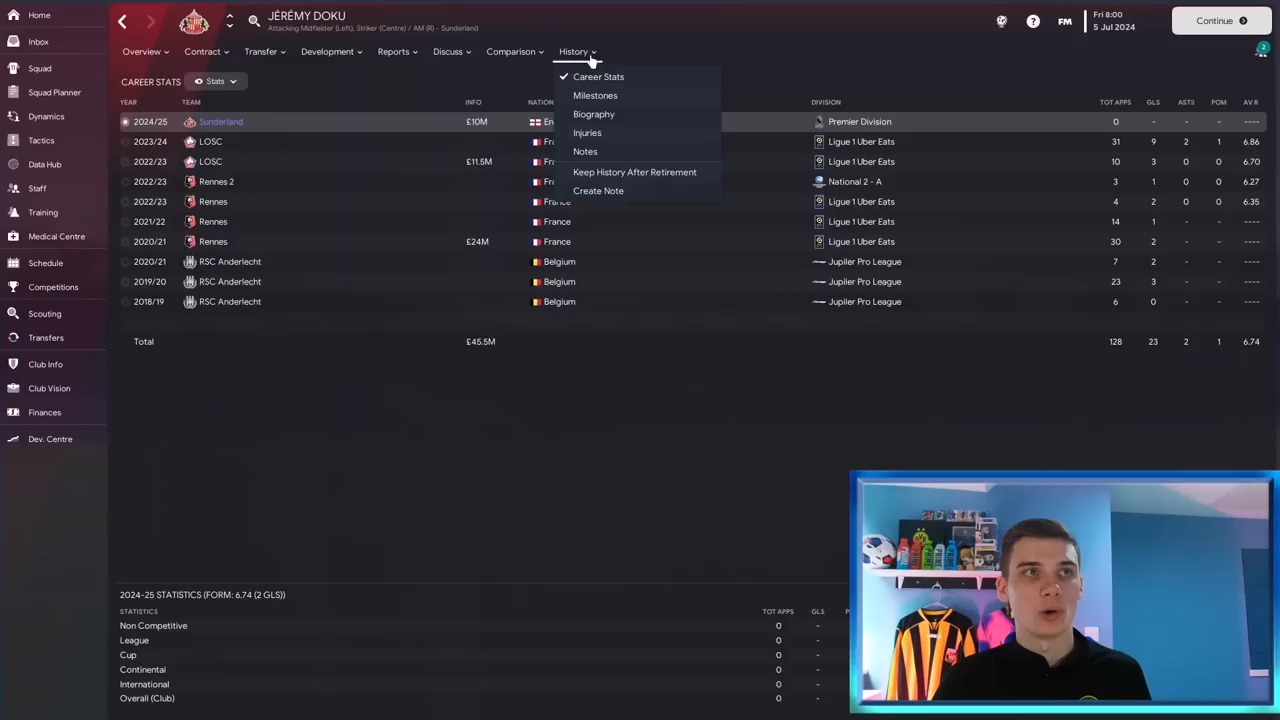 JÉRÉMY DOKU
Attacking Midfielder (Left), Striker (Centre) / AM (R) - Sunderland
FM
Fri 8:00
5 Jul 2024
Continue
2
Home
Inbox
Squad
Squad Planner
Dynamics
Tactics
Data Hub
Staff
Training
Medical Centre
Schedule
Competitions
Scouting
Transfers
Club Info
Club Vision
Finances
Dev. Centre
Overview Contract Transfer Development Reports Discuss Comparison History
Career Stats
Milestones
Biography
Injuries
Notes
Keep History After Retirement
Create Note
CAREER STATS Stats
YEAR TEAM INFO NATION DIVISION TOT APPS GLS ASTS POM AV R
2024/25 Sunderland £10M En Premier Division 0 - - - ----
2023/24 LOSC Fra Ligue 1 Uber Eats 31 9 2 1 6.86
2022/23 LOSC £11.5M Fra Ligue 1 Uber Eats 10 3 0 0 6.70
2022/23 Rennes 2 Fra National 2 - A 3 1 0 0 6.27
2022/23 Rennes France Ligue 1 Uber Eats 4 2 0 0 6.35
2021/22 Rennes France Ligue 1 Uber Eats 14 1 - - ----
2020/21 Rennes £24M France Ligue 1 Uber Eats 30 2 - - ----
2020/21 RSC Anderlecht Belgium Jupiler Pro League 7 2 - - ----
2019/20 RSC Anderlecht Belgium Jupiler Pro League 23 3 - - ----
2018/19 RSC Anderlecht Belgium Jupiler Pro League 6 0 - - ----
Total £45.5M 128 23 2 1 6.74
2024-25 STATISTICS (FORM: 6.74 (2 GLS))
STATISTICS TOT APPS GLS
Non Competitive 0 -
League 0 -
Cup 0 -
Continental 0 -
International 0 -
Overall (Club) 0 -